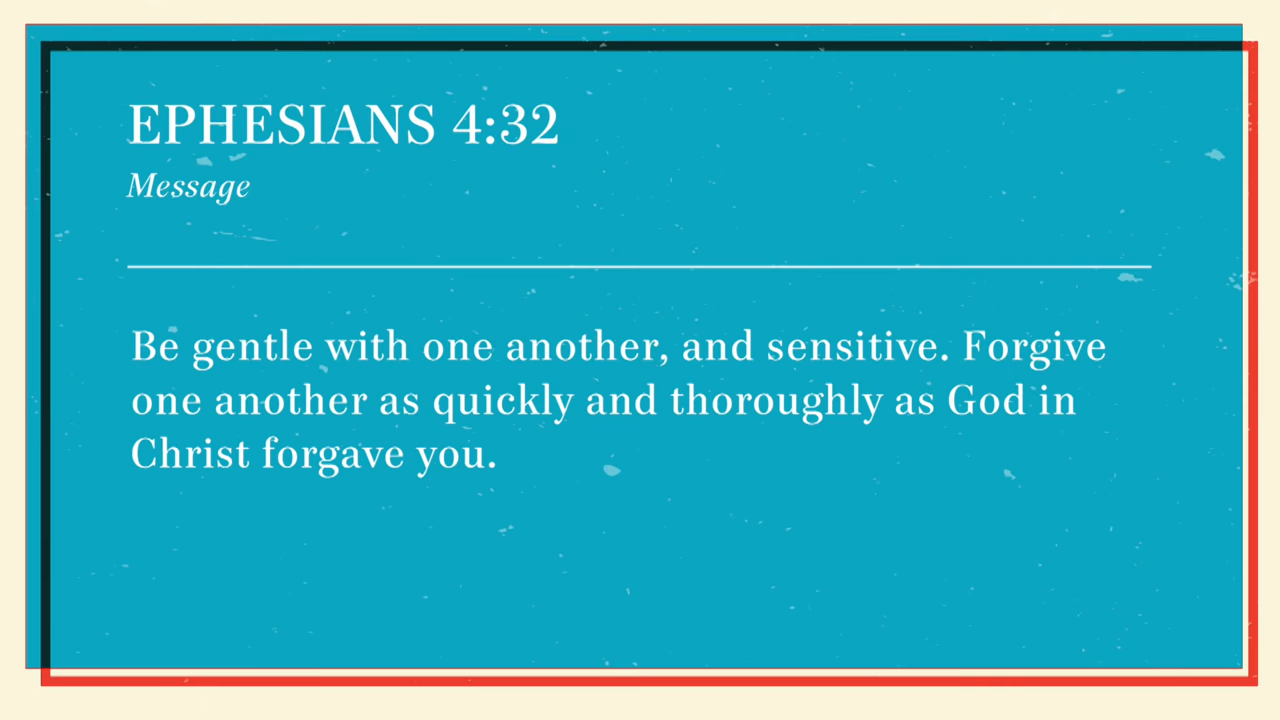 EPHESIANS 4:32
Message
Be gentle with one another, and sensitive. Forgive
one another as quickly and thoroughly as God in
Christ forgave you.